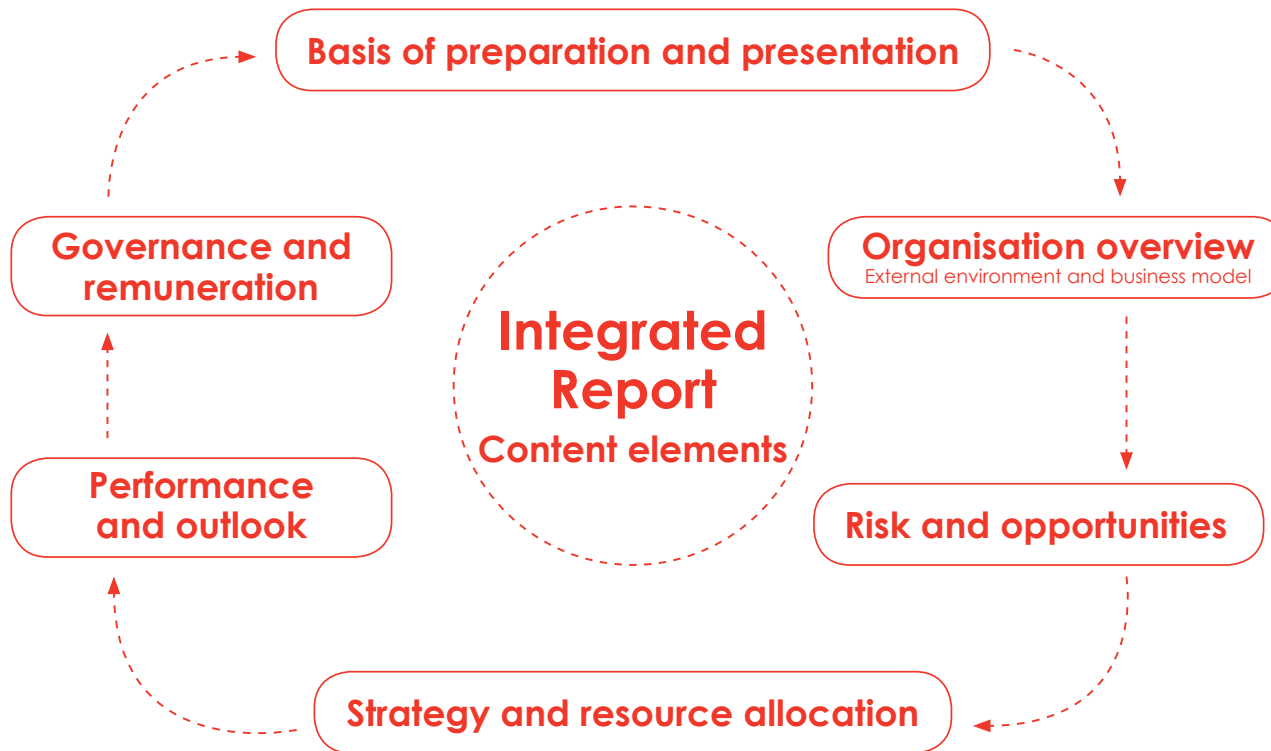 Basis of preparation and presentation
Organisation overview
External environment and business model
Risk and opportunities
Strategy and resource allocation
Performance
and outlook
Governance and
remuneration
Integrated
Report
Content elements